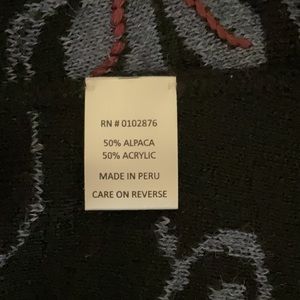 RN # 0102876
50% ALPACA
50% ACRYLIC
MADE IN PERU
CARE ON REVERSE